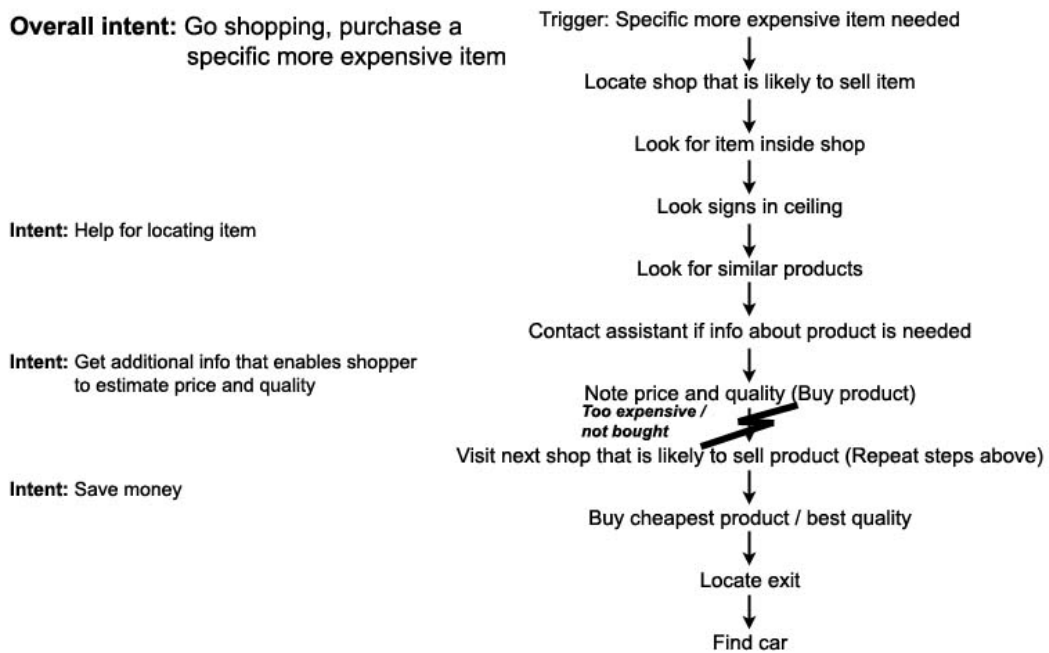 Overall intent: Go shopping, purchase a
specific more expensive item
Trigger: Specific more expensive item needed
Locate shop that is likely to sell item
Look for item inside shop
Look signs in ceiling
Intent: Help for locating item
Look for similar products
Contact assistant if info about product is needed
Intent: Get additional info that enables shopper
to estimate price and quality
Note price and quality (Buy product)
Too expensive /
not bought
Visit next shop that is likely to sell product (Repeat steps above)
Intent: Save money
Buy cheapest product / best quality
Locate exit
Find car